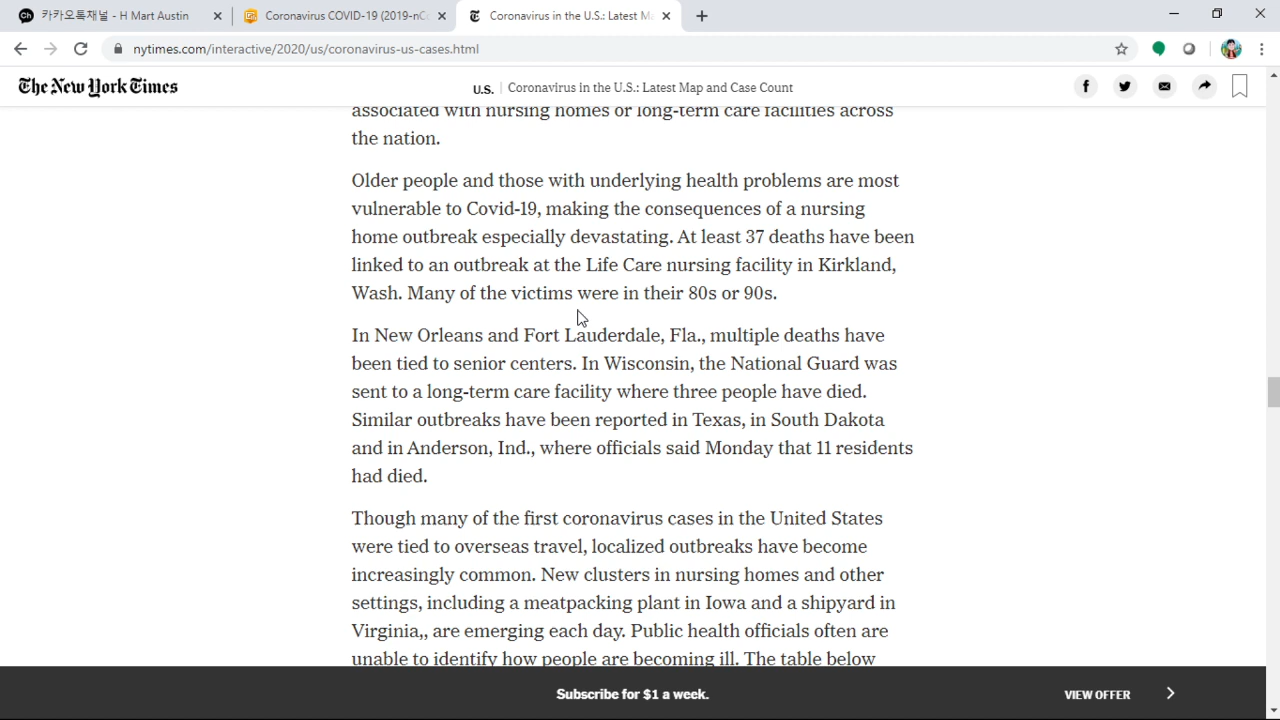 카카오톡채널 - H Mart Austin
Coronavirus COVID-19 (2019-nCo
Coronavirus in the U.S.: Latest Ma
nytimes.com/interactive/2020/us/coronavirus-us-cases.html
The New York Times
U.S. | Coronavirus in the U.S.: Latest Map and Case Count
associated with nursing homes or long-term care facilities across
the nation.
Older people and those with underlying health problems are most
vulnerable to Covid-19, making the consequences of a nursing
home outbreak especially devastating. At least 37 deaths have been
linked to an outbreak at the Life Care nursing facility in Kirkland,
Wash. Many of the victims were in their 80s or 90s.
In New Orleans and Fort Lauderdale, Fla., multiple deaths have
been tied to senior centers. In Wisconsin, the National Guard was
sent to a long-term care facility where three people have died.
Similar outbreaks have been reported in Texas, in South Dakota
and in Anderson, Ind., where officials said Monday that 11 residents
had died.
Though many of the first coronavirus cases in the United States
were tied to overseas travel, localized outbreaks have become
increasingly common. New clusters in nursing homes and other
settings, including a meatpacking plant in Iowa and a shipyard in
Virginia,, are emerging each day. Public health officials often are
unable to identify how people are becoming ill. The table below
Subscribe for $1 a week.
VIEW OFFER